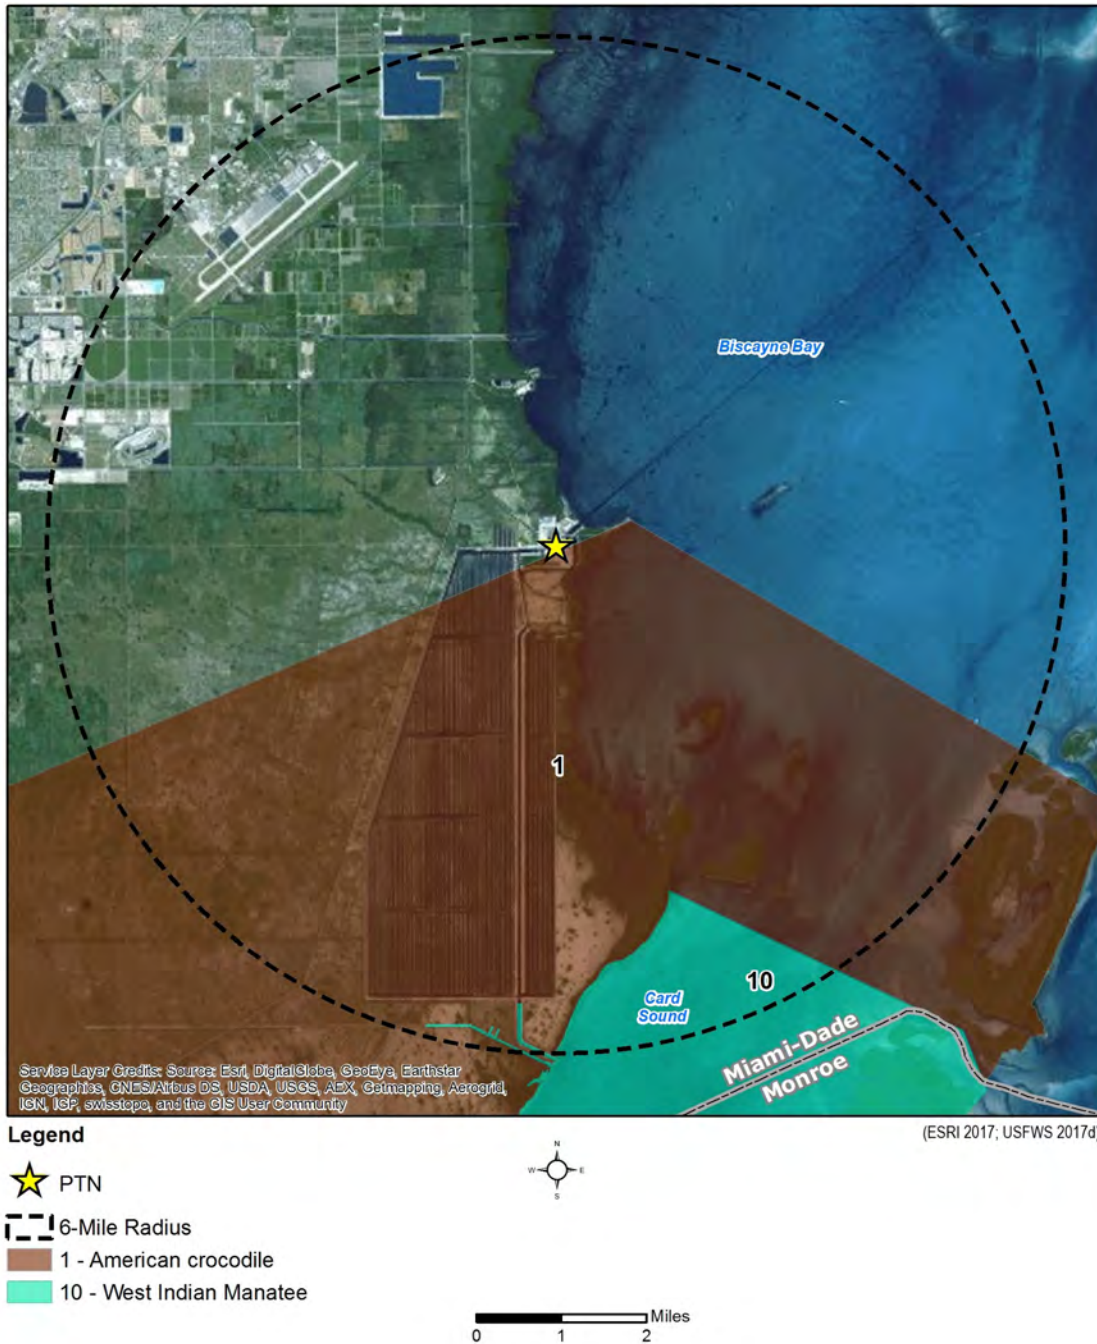 Biscayne Bay
1
10
Card
Sound
Miami-Dade
Monroe
Service Layer Credits: Source: Esri, DigitalGlobe, GeoEye, Earthstar
Geographics, CNES/Airbus DS, USDA, USGS, AEX, Getmapping, Aerogrid,
IGN, IGP, swisstopo, and the GIS User Community
Legend
(ESRI 2017; USFWS 2017d)
N
W
E
S
PTN
6-Mile Radius
1 - American crocodile
10 - West Indian Manatee
Miles
0
1
2